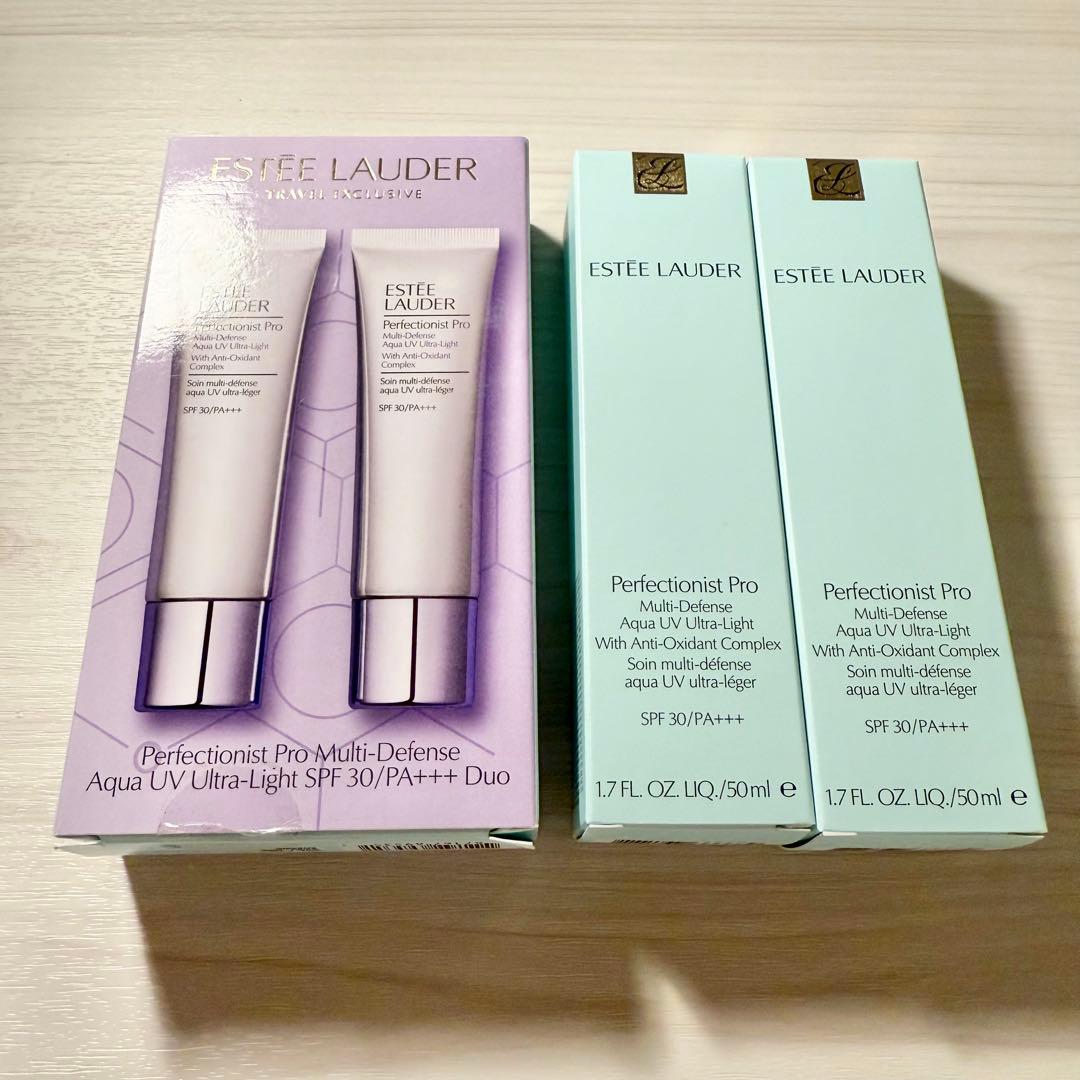 ESTĒE LAUDER
TRAVEL EXCLUSIVE
ESTĒE
LAUDER
Perfectionist Pro
Multi-Defense
Aqua UV Ultra-Light
With Anti-Oxidant
Complex
Soin multi-défense
aqua UV ultra-léger
SPF 30/PA+++
ESTĒE
LAUDER
Perfectionist Pro
Multi-Defense
Aqua UV Ultra-Light
With Anti-Oxidant
Complex
Soin multi-défense
aqua UV ultra-léger
SPF 30/PA+++
Perfectionist Pro Multi-Defense
Aqua UV Ultra-Light SPF 30/PA+++ Duo
EL
ESTĒE LAUDER
Perfectionist Pro
Multi-Defense
Aqua UV Ultra-Light
With Anti-Oxidant Complex
Soin multi-défense
aqua UV ultra-léger
SPF 30/PA+++
1.7 FL. OZ. LIQ./50 ml e
EL
ESTĒE LAUDER
Perfectionist Pro
Multi-Defense
Aqua UV Ultra-Light
With Anti-Oxidant Complex
Soin multi-défense
aqua UV ultra-léger
SPF 30/PA+++
1.7 FL. OZ. LIQ./50 ml e